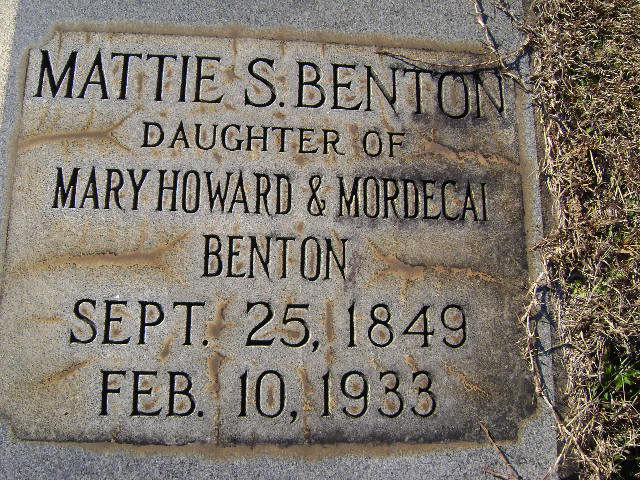 MATTIE S. BENTON
DAUGHTER OF
MARY HOWARD & MORDECAI
BENTON
SEPT. 25, 1849
FEB. 10, 1933